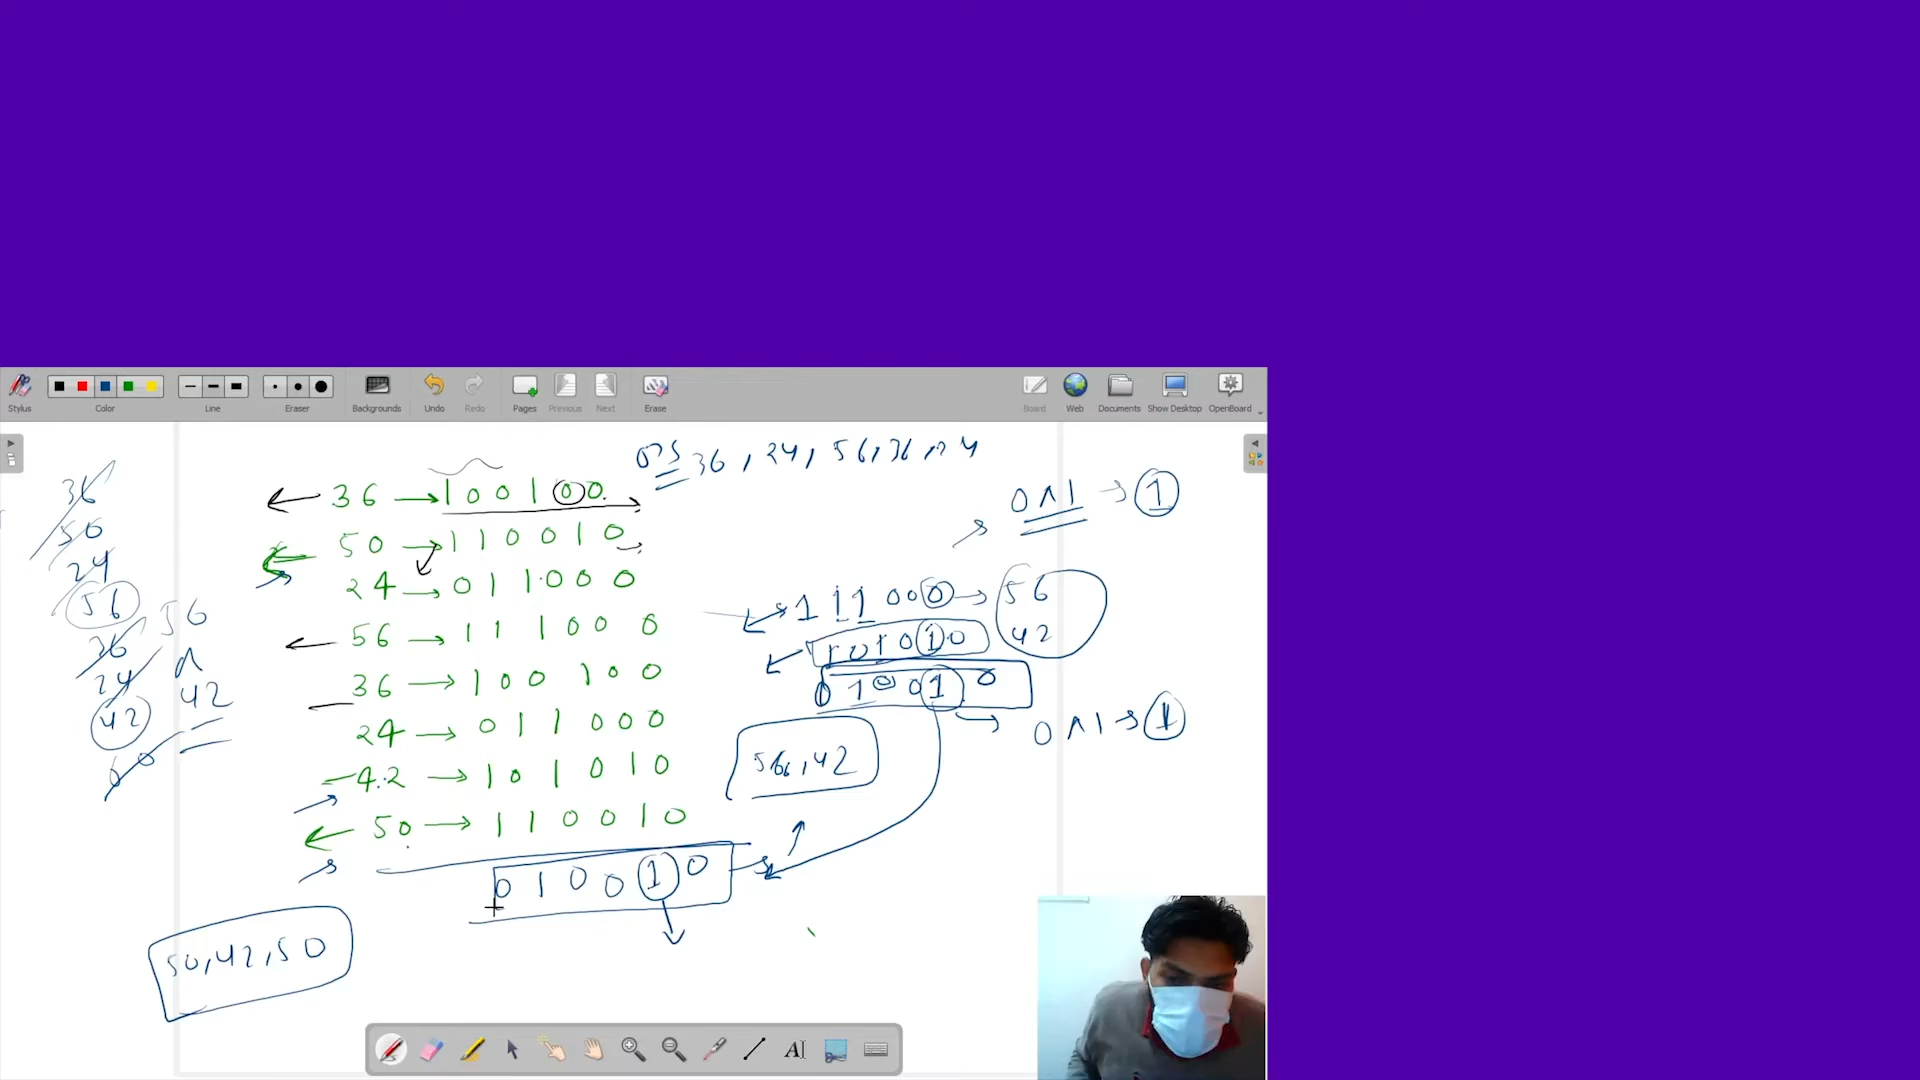 Stylus Color Line Eraser Backgrounds Undo Redo Pages Previous Next Erase Board Web Documents Show Desktop OpenBoard
36, 24, 56, 36, 24
36 → 100100
50 → 110010
24 → 011000
56 → 111000
36 → 100100
24 → 011000
42 → 101010
50 → 110010
010010
36
50
24
56
36
24
42
50
56
^
42
50, 42, 50
0 ^ 1 → 1
111000 → 56
101010 42
010010
0 ^ 1 → 1
56, 42